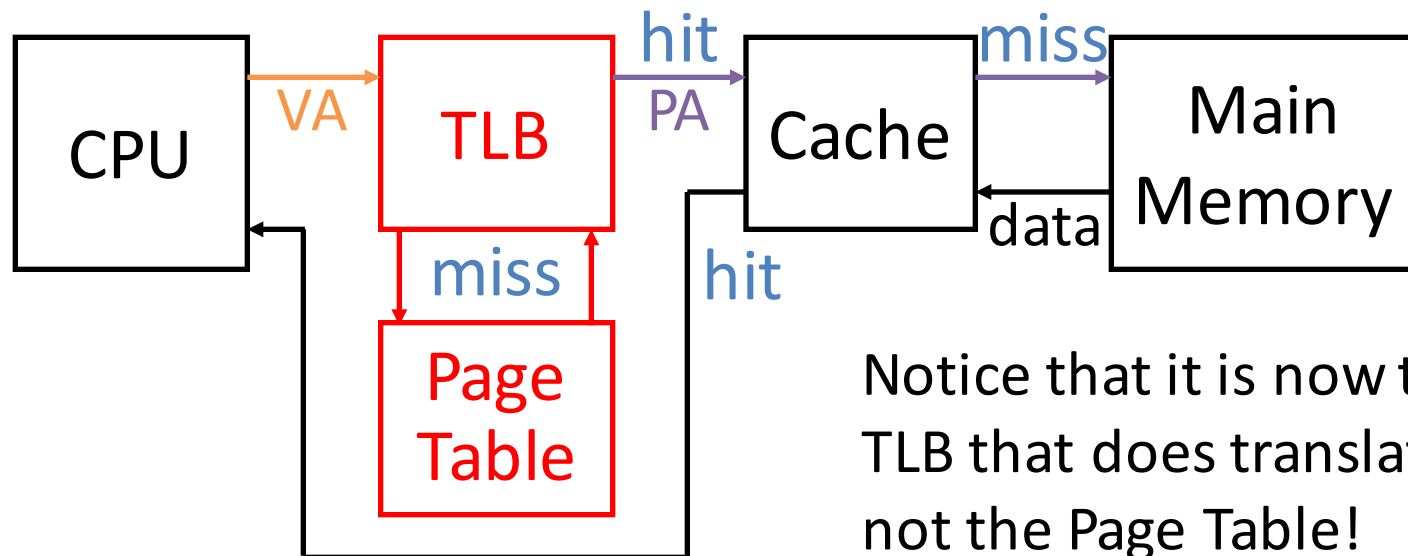 CPU
VA
TLB
hit
PA
Cache
miss
Main
Memory
data
miss
hit
Page
Table
Notice that it is now
TLB that does
not the Page Table!